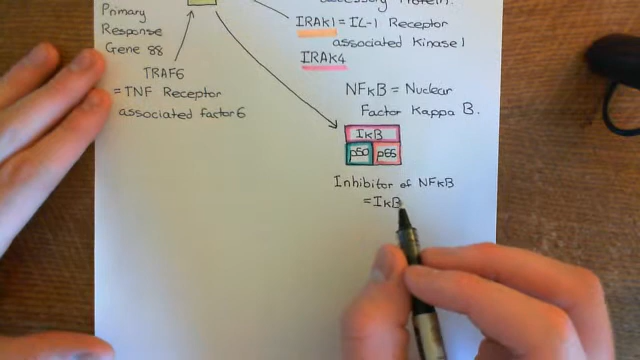 Primary
Response
Gene 88
TRAF6
= TNF Receptor
associated factor 6
Protein.
IRAK1 = IL-1 Receptor
associated Kinase 1
IRAK4
NFκB = Nuclear
Factor Kappa B.
IκB
p50 p65
Inhibitor of NFκB
= IκB